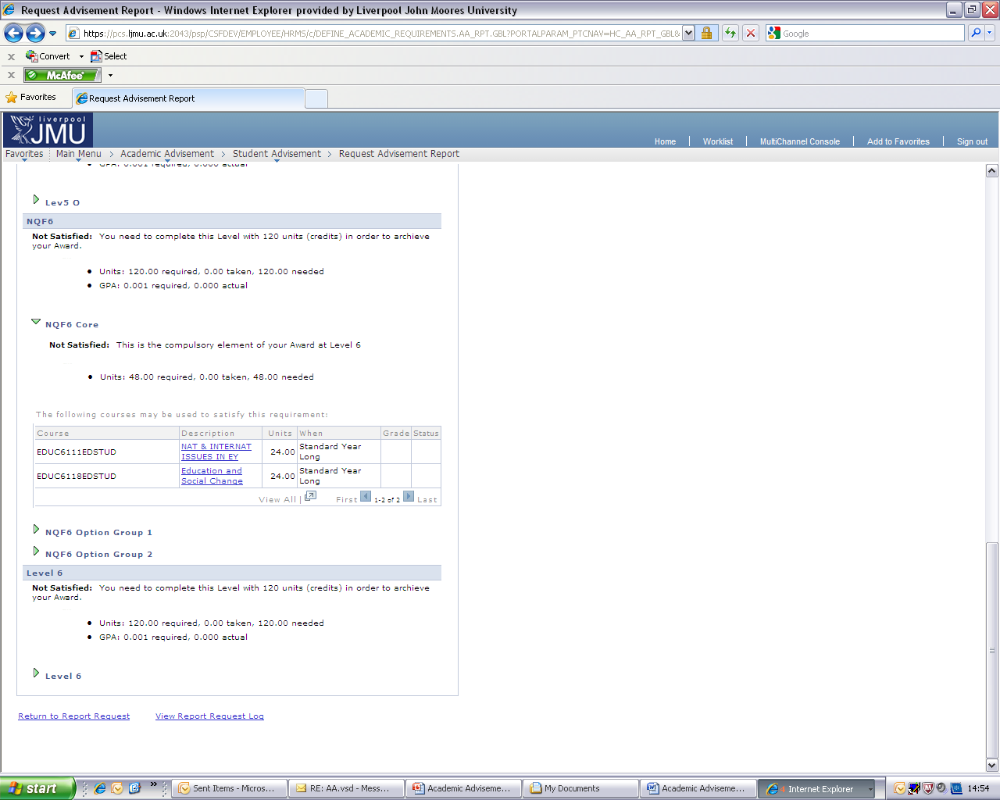 Request Advisement Report - Windows Internet Explorer provided by Liverpool John Moores University
https://pcs.ljmu.ac.uk:2043/psp/CSFDEV/EMPLOYEE/HRMS/c/DEFINE_ACADEMIC_REQUIREMENTS.AA_RPT.GBL?PORTALPARAM_PTCNAV=HC_AA_RPT_GBL& Google
x Convert Select
x McAfee
Favorites Request Advisement Report
liverpool
JMU
Home Worklist MultiChannel Console Add to Favorites Sign out
Favorites Main Menu > Academic Advisement > Student Advisement > Request Advisement Report
• GPA: 0.001 required, 0.000 actual
Lev5 O
NQF6
Not Satisfied: You need to complete this Level with 120 units (credits) in order to archieve
your Award.
• Units: 120.00 required, 0.00 taken, 120.00 needed
• GPA: 0.001 required, 0.000 actual
NQF6 Core
Not Satisfied: This is the compulsory element of your Award at Level 6
• Units: 48.00 required, 0.00 taken, 48.00 needed
The following courses may be used to satisfy this requirement:
Course Description Units When Grade Status
EDUC6111EDSTUD NAT & INTERNAT ISSUES IN EY 24.00 Standard Year Long
EDUC6118EDSTUD Education and Social Change 24.00 Standard Year Long
View All | First 1-2 of 2 Last
NQF6 Option Group 1
NQF6 Option Group 2
Level 6
Not Satisfied: You need to complete this Level with 120 units (credits) in order to archieve
your Award.
• Units: 120.00 required, 0.00 taken, 120.00 needed
• GPA: 0.001 required, 0.000 actual
Level 6
Return to Report Request View Report Request Log
start » Sent Items - Micros... RE: AA.vsd - Mess... Academic Adviseme... My Documents Academic Adviseme... Internet Explorer 14:54